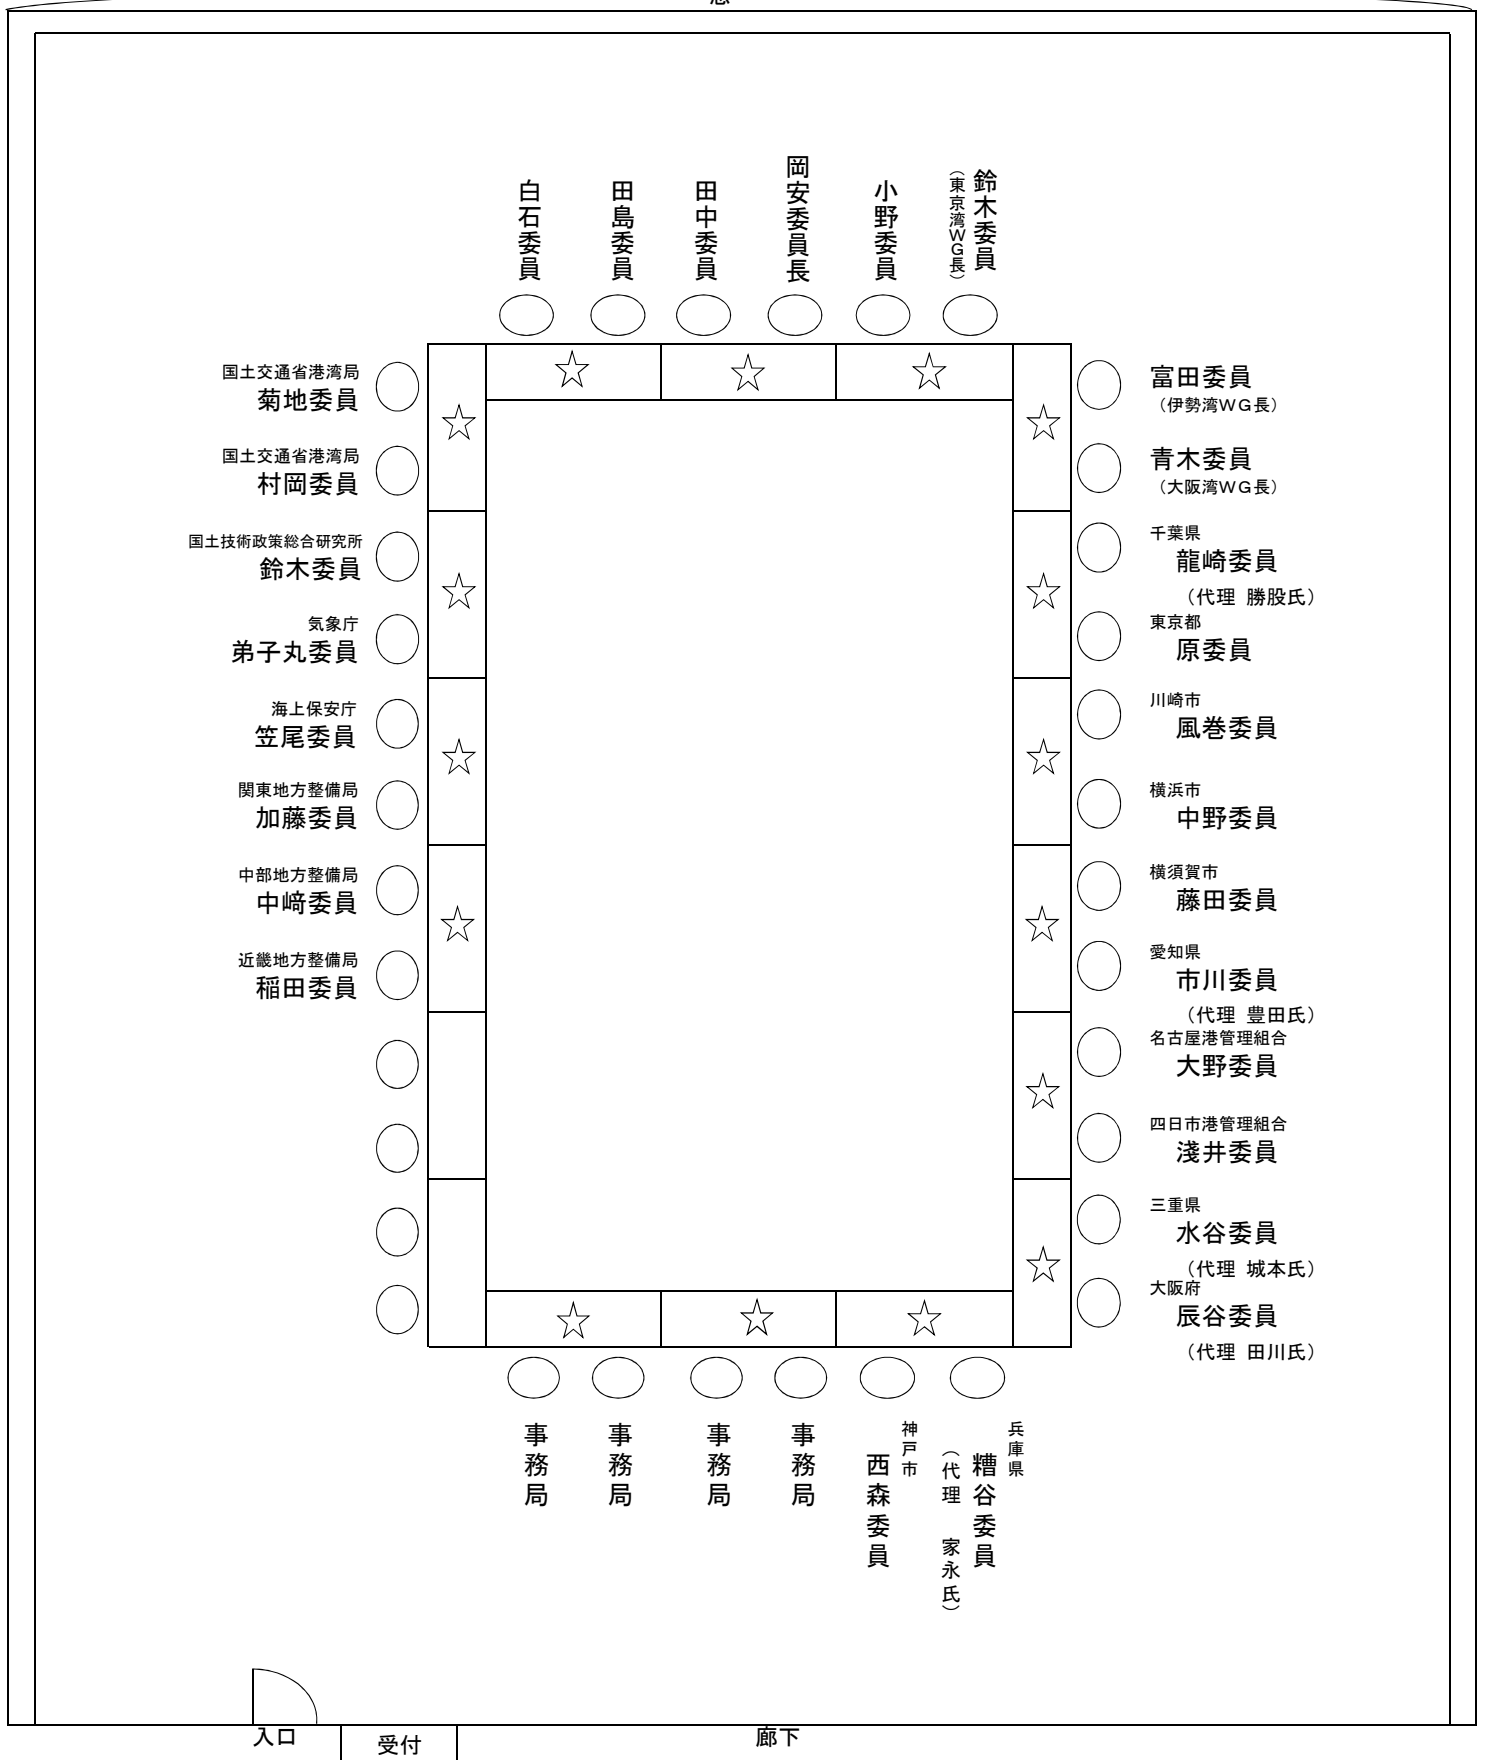 白石委員
田島委員
田中委員
岡安委員長
小野委員
鈴木委員
（東京湾ＷＧ長）
国土交通省港湾局
菊地委員
国土交通省港湾局
村岡委員
国土技術政策総合研究所
鈴木委員
気象庁
弟子丸委員
海上保安庁
笠尾委員
関東地方整備局
加藤委員
中部地方整備局
中﨑委員
近畿地方整備局
稲田委員
富田委員
（伊勢湾ＷＧ長）
青木委員
（大阪湾ＷＧ長）
千葉県
龍崎委員
（代理 勝股氏）
東京都
原委員
川崎市
風巻委員
横浜市
中野委員
横須賀市
藤田委員
愛知県
市川委員
（代理 豊田氏）
名古屋港管理組合
大野委員
四日市港管理組合
淺井委員
三重県
水谷委員
（代理 城本氏）
大阪府
辰谷委員
（代理 田川氏）
事務局
事務局
事務局
事務局
神戸市
西森委員
兵庫県
糟谷委員
（代理 家永氏）
入口
受付
廊下